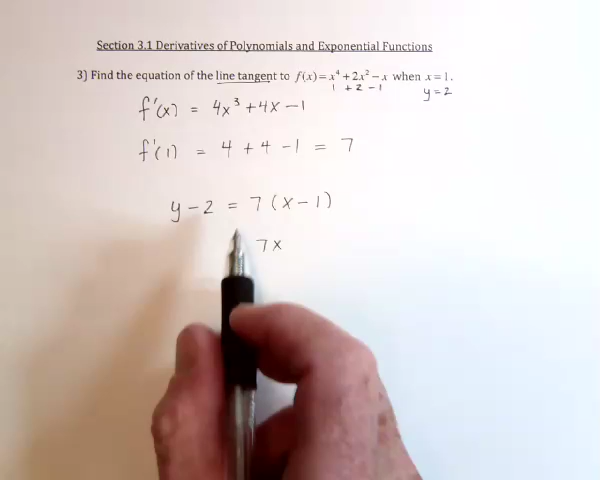 Section 3.1 Derivatives of Polynomials and Exponential Functions
3) Find the equation of the line tangent to f(x)=x⁴+2x²−x when x=1.
1 + 2 − 1
y = 2
f'(x) = 4x³ + 4x − 1
f'(1) = 4 + 4 − 1 = 7
y − 2 = 7 (x − 1)
7x